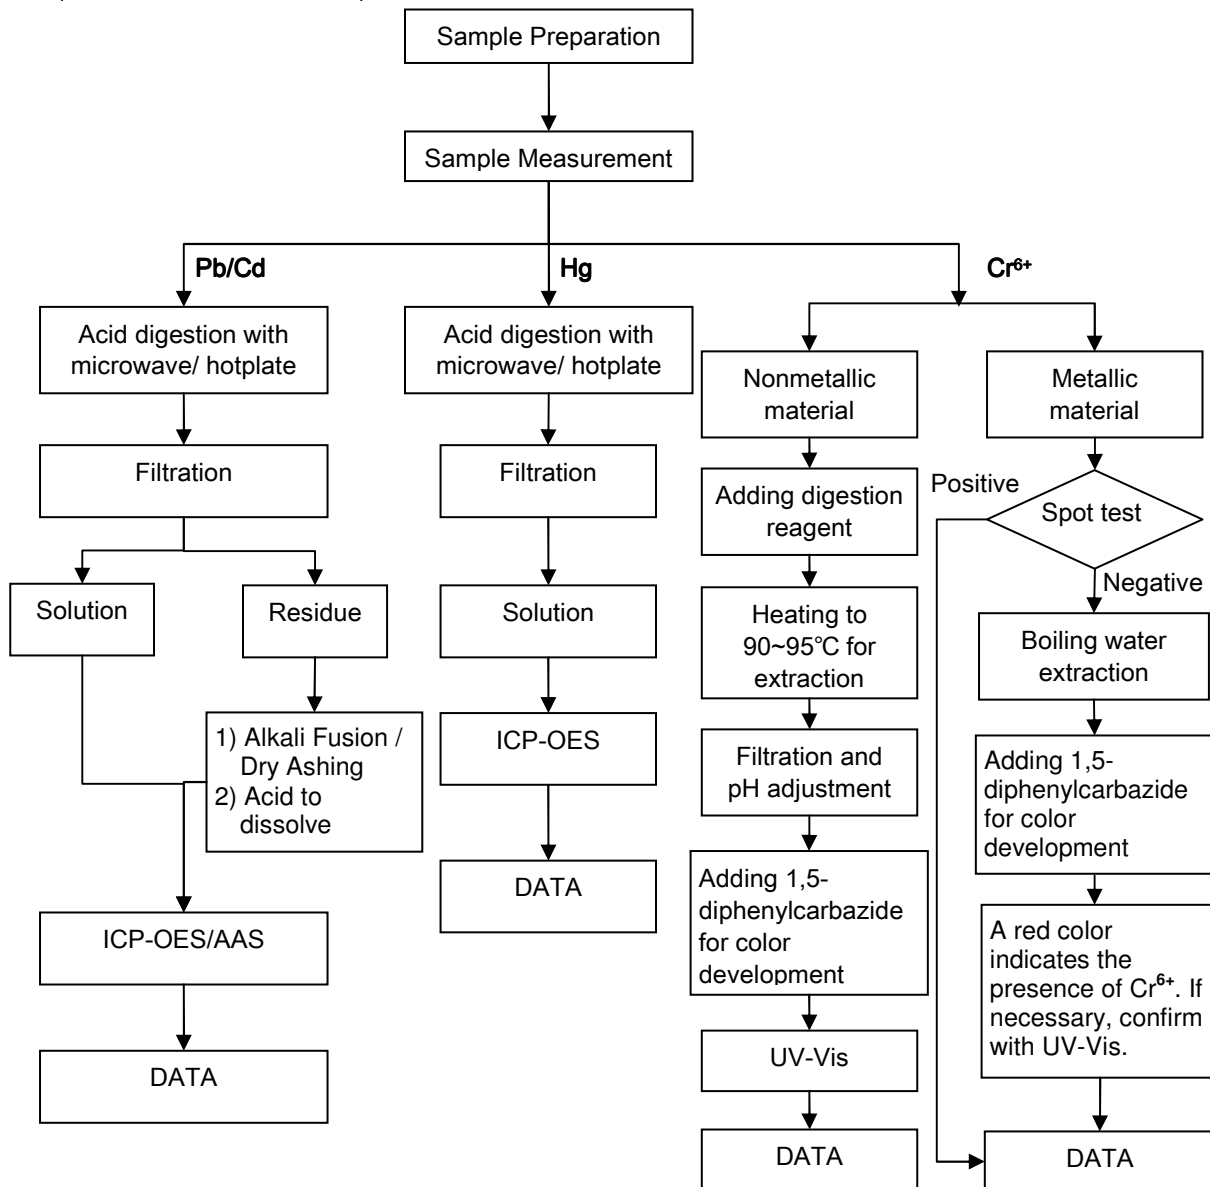 Sample Preparation
Sample Measurement
Pb/Cd
Hg
Cr⁶⁺
Acid digestion with
microwave/ hotplate
Filtration
Solution
Residue
1) Alkali Fusion /
Dry Ashing
2) Acid to
dissolve
ICP-OES/AAS
DATA
Acid digestion with
microwave/ hotplate
Filtration
Solution
ICP-OES
DATA
Nonmetallic
material
Adding digestion
reagent
Heating to
90~95℃ for
extraction
Filtration and
pH adjustment
Adding 1,5-
diphenylcarbazide
for color
development
UV-Vis
DATA
Metallic
material
Positive
Spot test
Negative
Boiling water
extraction
Adding 1,5-
diphenylcarbazide
for color
development
A red color
indicates the
presence of Cr⁶⁺. If
necessary, confirm
with UV-Vis.
DATA